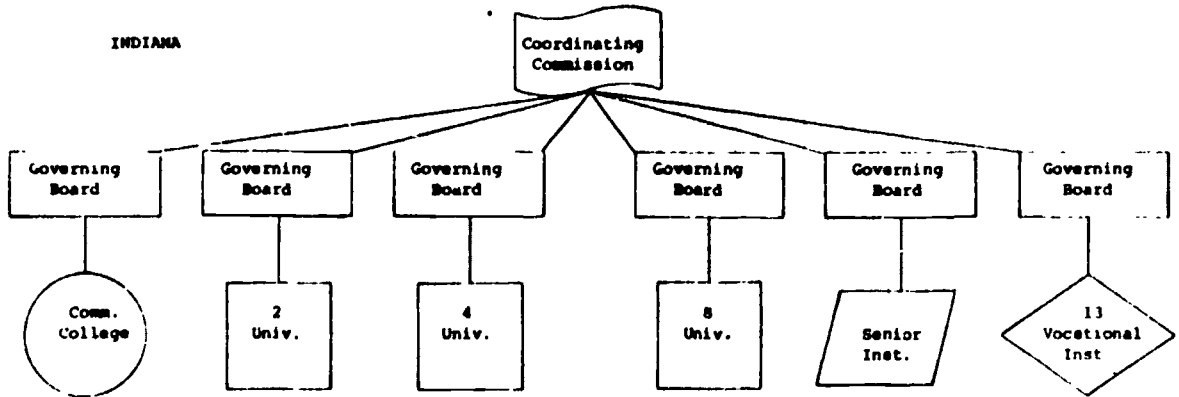 INDIANA
Coordinating
Commission
Governing
Board
Governing
Board
Governing
Board
Governing
Board
Governing
Board
Governing
Board
Comm.
College
2
Univ.
4
Univ.
8
Univ.
Senior
Inst.
13
Vocational
Inst